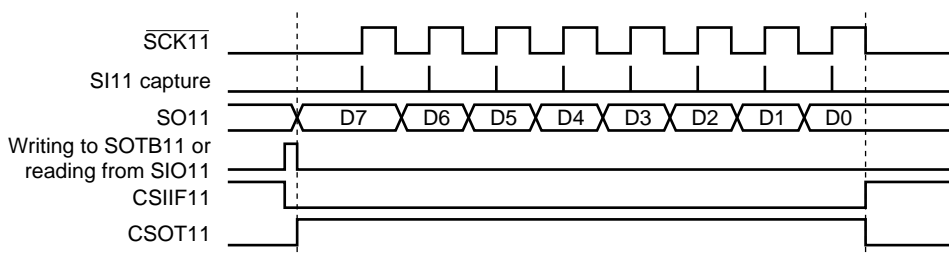 SCK11
SI11 capture
SO11 D7 D6 D5 D4 D3 D2 D1 D0
Writing to SOTB11 or
reading from SIO11
CSIIF11
CSOT11